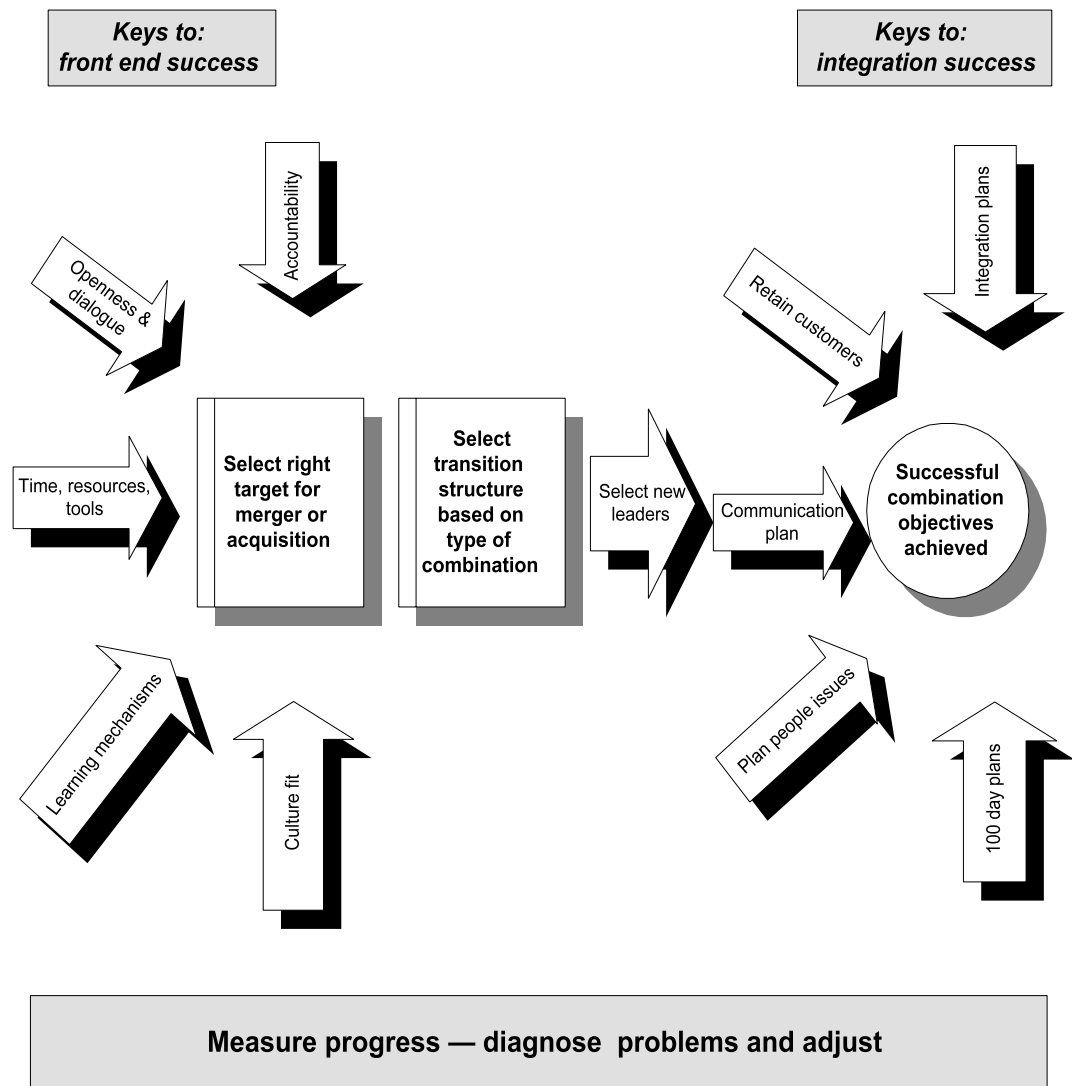 Keys to:
front end success
Keys to:
integration success
Accountability
Integration plans
Openness &
dialogue
Retain customers
Time, resources,
tools
Select right
target for
merger or
acquisition
Select
transition
structure
based on
type of
combination
Select new
leaders
Communication
plan
Successful
combination
objectives
achieved
Learning mechanisms
Culture fit
Plan people issues
100 day plans
Measure progress — diagnose problems and adjust